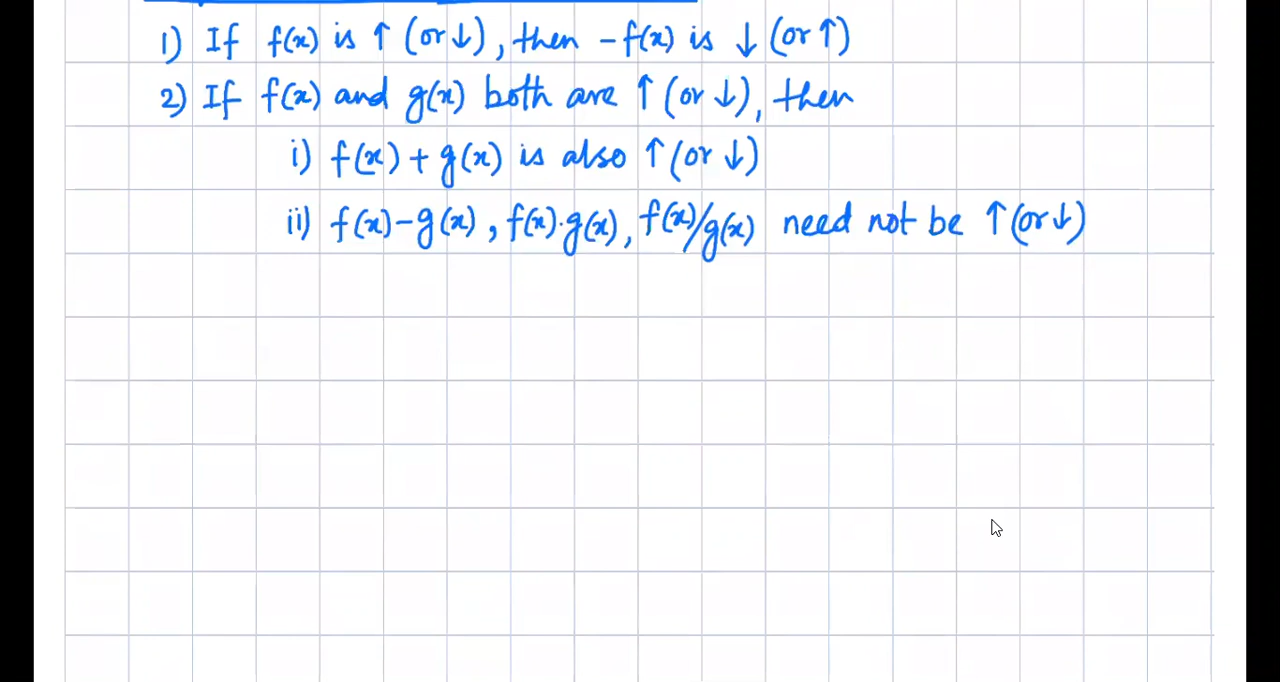 1) If f(x) is ↑ (or ↓), then -f(x) is ↓ (or ↑)
2) If f(x) and g(x) both are ↑ (or ↓), then
i) f(x) + g(x) is also ↑ (or ↓)
ii) f(x) - g(x), f(x)·g(x), f(x)/g(x) need not be ↑ (or ↓)